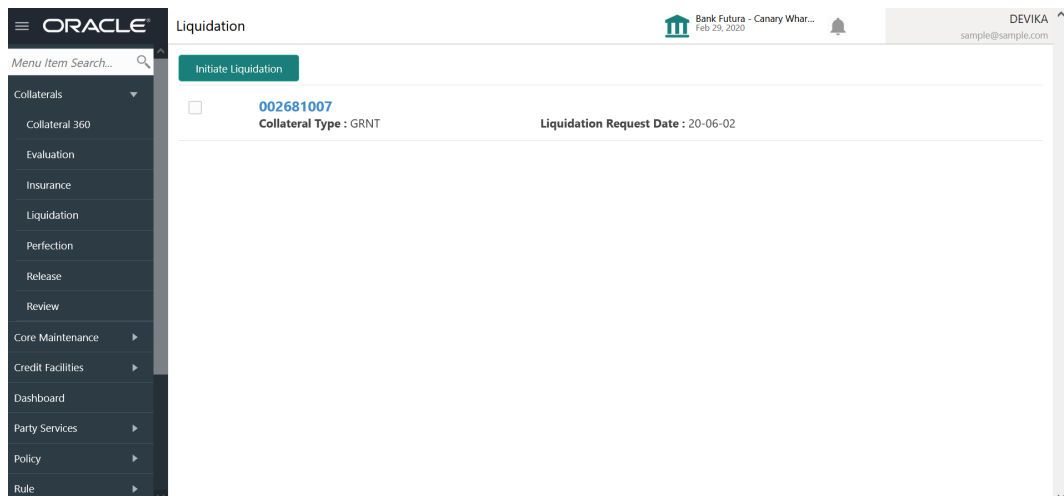 ORACLE®
Liquidation
Bank Futura - Canary Whar...
Feb 29, 2020
DEVIKA
sample@sample.com
Menu Item Search...
Collaterals
Collateral 360
Evaluation
Insurance
Liquidation
Perfection
Release
Review
Core Maintenance
Credit Facilities
Dashboard
Party Services
Policy
Rule
Initiate Liquidation
002681007
Collateral Type : GRNT
Liquidation Request Date : 20-06-02